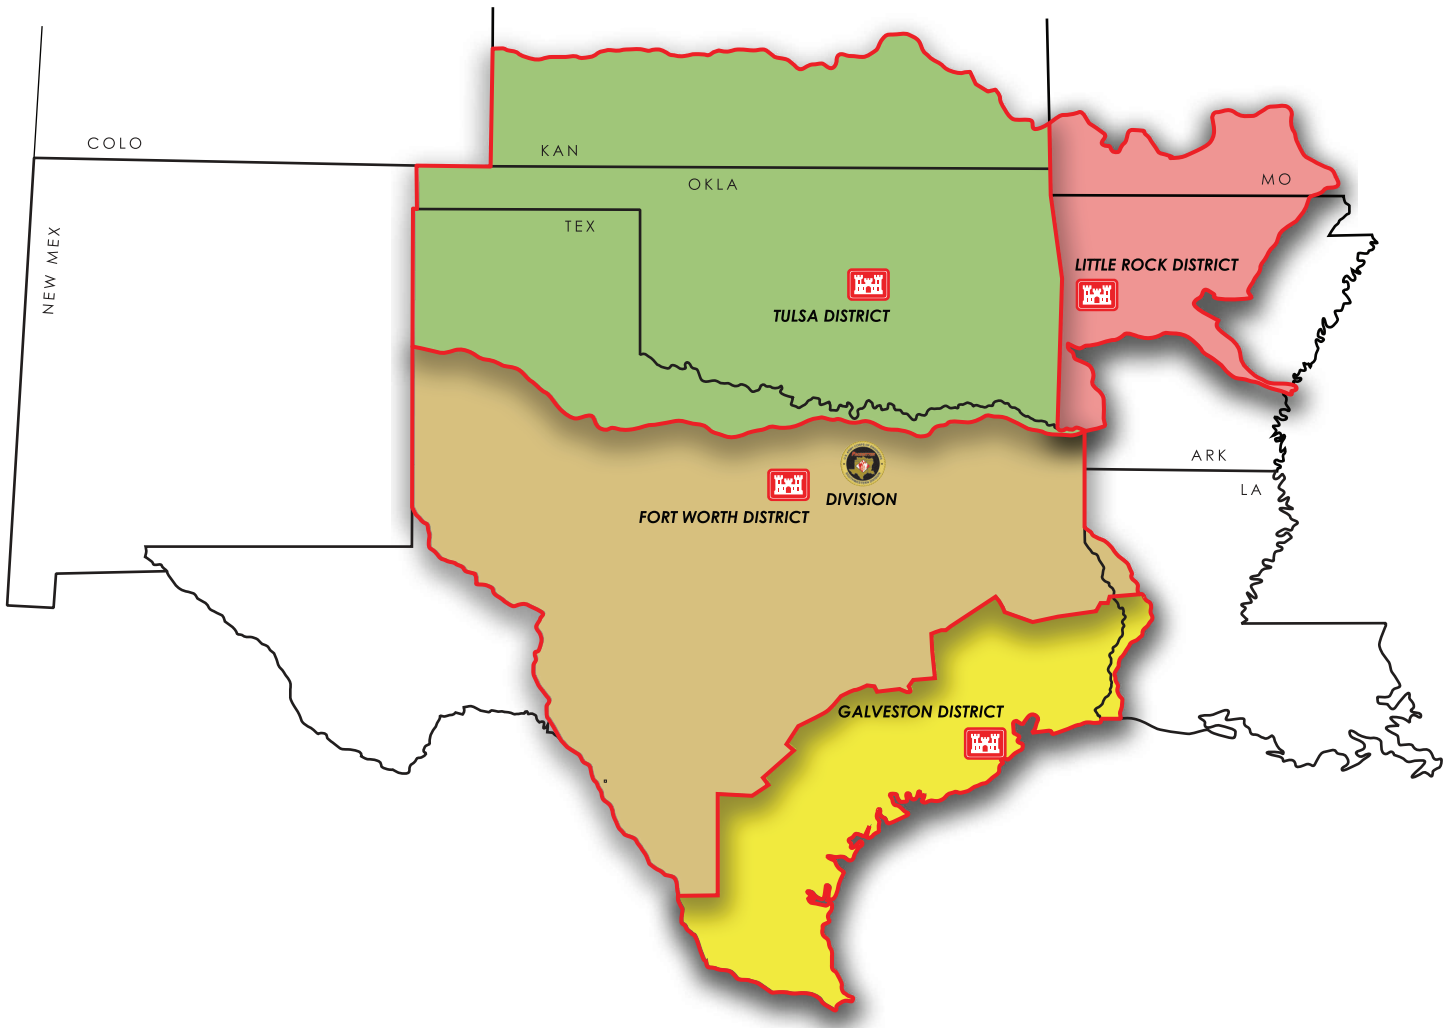 COLO
KAN
OKLA
MO
TEX
NEW MEX
LITTLE ROCK DISTRICT
TULSA DISTRICT
ARK
LA
DIVISION
FORT WORTH DISTRICT
GALVESTON DISTRICT